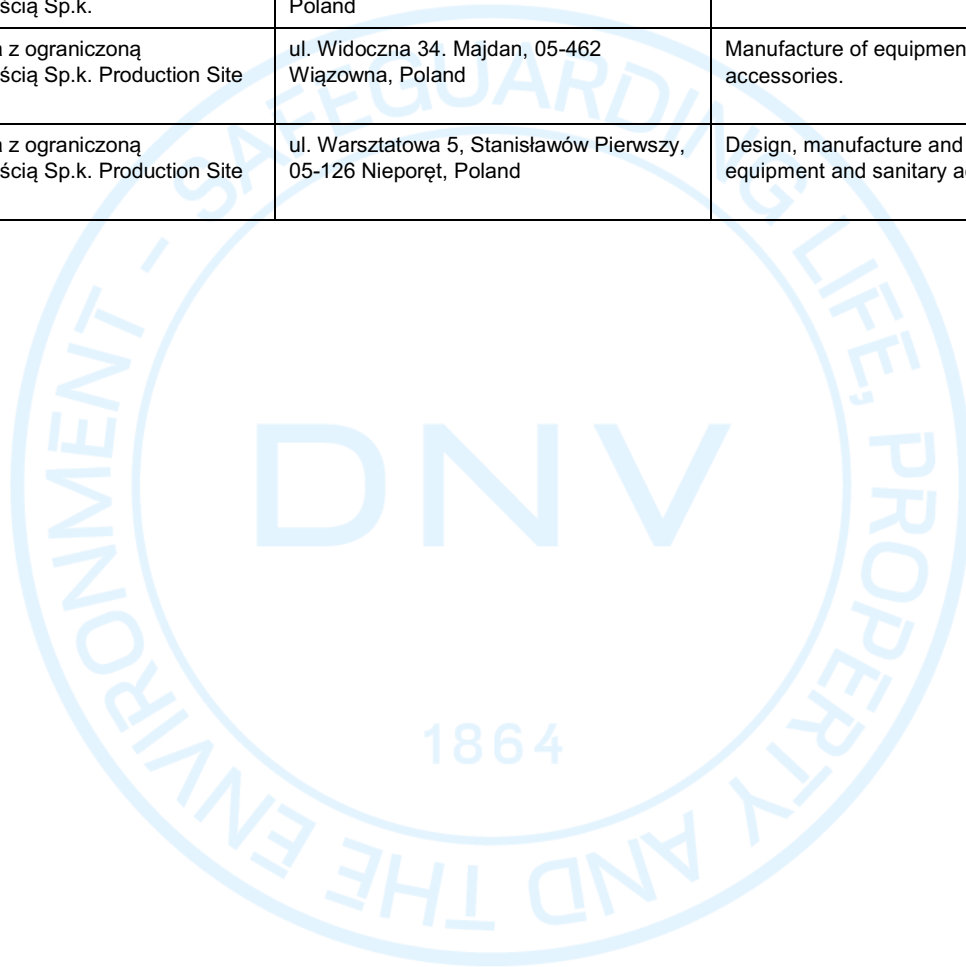 ścią Sp.k.
Poland
z ograniczoną
ścią Sp.k. Production Site
ul. Widoczna 34. Majdan, 05-462
Wiązowna, Poland
Manufacture of equipmen
accessories.
z ograniczoną
ścią Sp.k. Production Site
ul. Warsztatowa 5, Stanisławów Pierwszy,
05-126 Nieporęt, Poland
Design, manufacture and
equipment and sanitary a
SAFEGUARDING LIFE, PROPERTY AND THE ENVIRONMENT -
DNV
1864